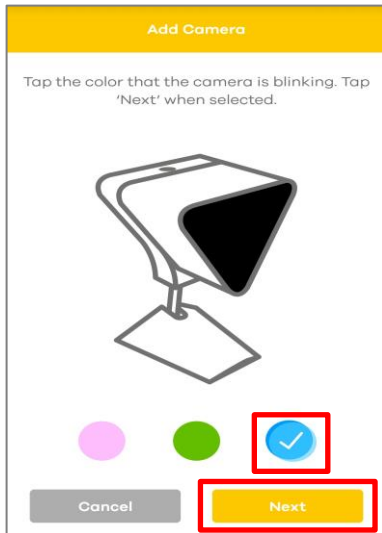 Add Camera
Tap the color that the camera is blinking. Tap
'Next' when selected.
Cancel
Next